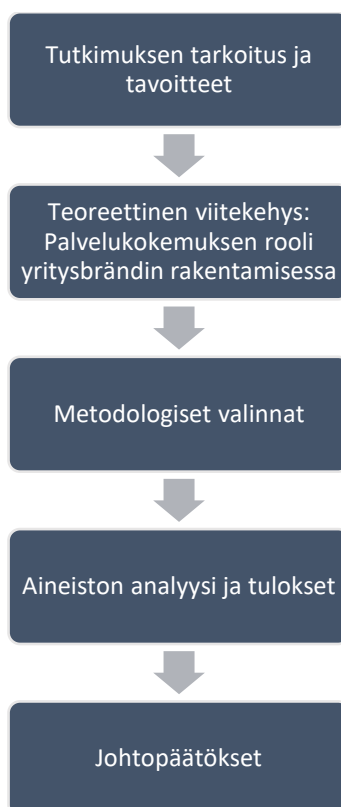 Tutkimuksen tarkoitus ja
tavoitteet
Teoreettinen viitekehys:
Palvelukokemuksen rooli
yritysbrändin rakentamisessa
Metodologiset valinnat
Aineiston analyysi ja tulokset
Johtopäätökset